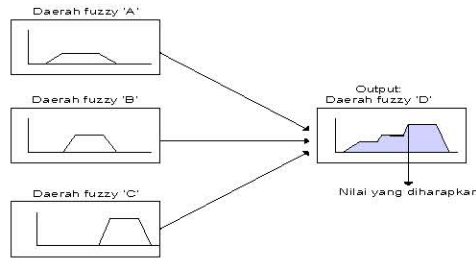 Daerah fuzzy 'A'
Daerah fuzzy 'B'
Daerah fuzzy 'C'
Output:
Daerah fuzzy 'D'
Nilai yang diharapkan